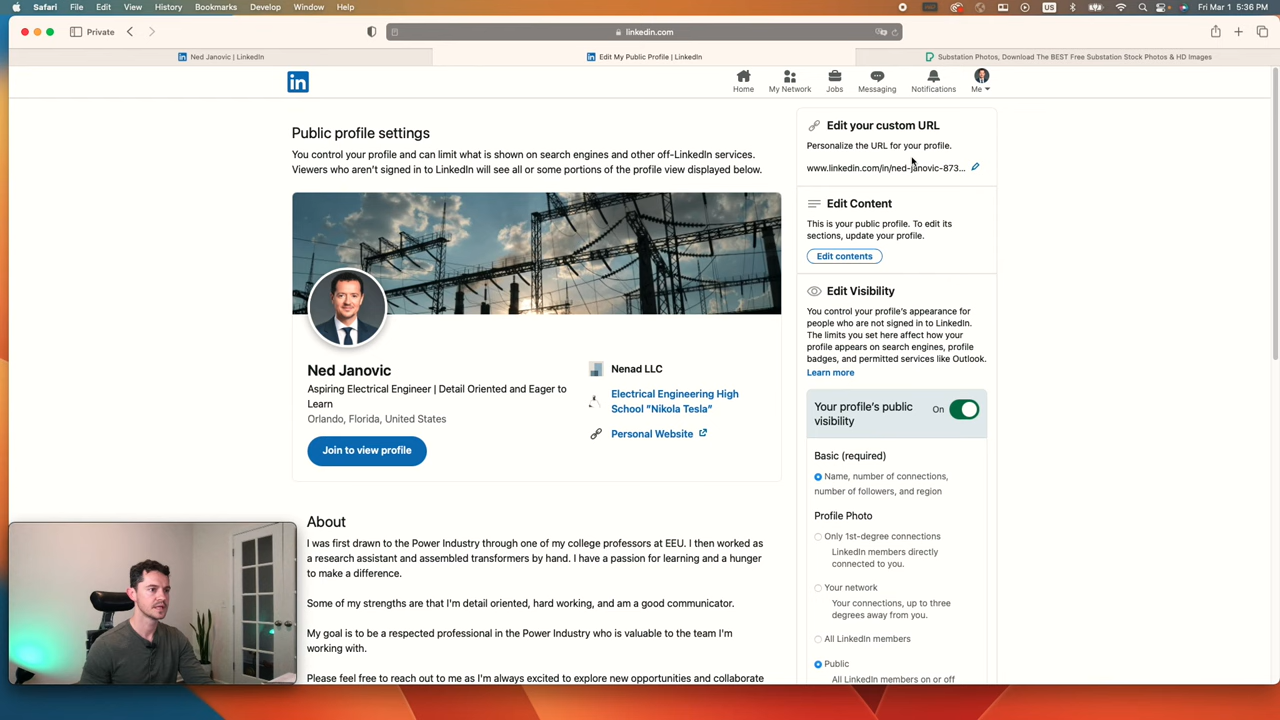 Safari File Edit View History Bookmarks Develop Window Help
US
Fri Mar 1 5:36 PM
Private
linkedin.com
Ned Janovic | LinkedIn
Edit My Public Profile | LinkedIn
Substation Photos, Download The BEST Free Substation Stock Photos & HD Images
in
Home
My Network
Jobs
Messaging
Notifications
Me
Public profile settings
You control your profile and can limit what is shown on search engines and other off-LinkedIn services.
Viewers who aren't signed in to LinkedIn will see all or some portions of the profile view displayed below.
Ned Janovic
Aspiring Electrical Engineer | Detail Oriented and Eager to
Learn
Orlando, Florida, United States
Join to view profile
Nenad LLC
Electrical Engineering High
School "Nikola Tesla"
Personal Website
About
I was first drawn to the Power Industry through one of my college professors at EEU. I then worked as
a research assistant and assembled transformers by hand. I have a passion for learning and a hunger
to make a difference.
Some of my strengths are that I'm detail oriented, hard working, and am a good communicator.
My goal is to be a respected professional in the Power Industry who is valuable to the team I'm
working with.
Please feel free to reach out to me as I'm always excited to explore new opportunities and collaborate
Edit your custom URL
Personalize the URL for your profile.
www.linkedin.com/in/ned-janovic-873...
Edit Content
This is your public profile. To edit its
sections, update your profile.
Edit contents
Edit Visibility
You control your profile's appearance for
people who are not signed in to LinkedIn.
The limits you set here affect how your
profile appears on search engines, profile
badges, and permitted services like Outlook.
Learn more
Your profile's public
visibility
On
Basic (required)
Name, number of connections,
number of followers, and region
Profile Photo
Only 1st-degree connections
LinkedIn members directly
connected to you.
Your network
Your connections, up to three
degrees away from you.
All LinkedIn members
Public
All LinkedIn members on or off